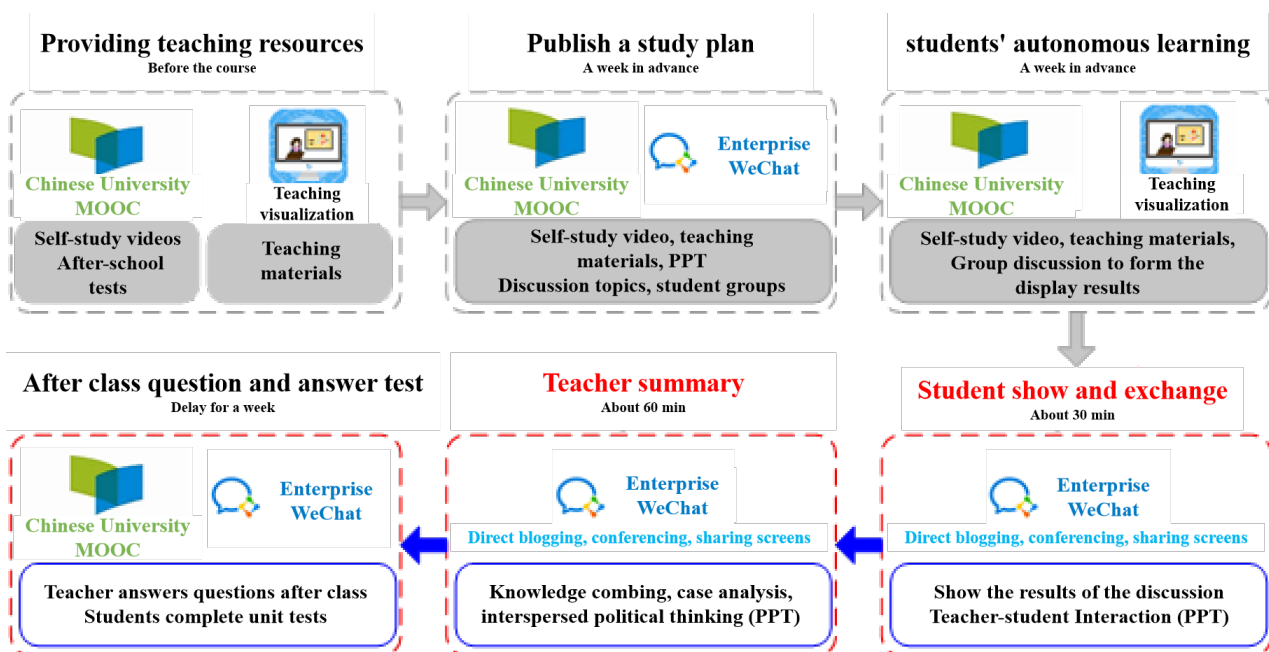 Providing teaching resources
Before the course
Chinese University
MOOC
Teaching
visualization
Self-study videos
After-school
tests
Teaching
materials
Publish a study plan
A week in advance
Chinese University
MOOC
Enterprise
WeChat
Self-study video, teaching
materials, PPT
Discussion topics, student groups
students' autonomous learning
A week in advance
Chinese University
MOOC
Teaching
visualization
Self-study video, teaching materials,
Group discussion to form the
display results
Student show and exchange
About 30 min
Enterprise
WeChat
Direct blogging, conferencing, sharing screens
Show the results of the discussion
Teacher-student Interaction (PPT)
Teacher summary
About 60 min
Enterprise
WeChat
Direct blogging, conferencing, sharing screens
Knowledge combing, case analysis,
interspersed political thinking (PPT)
After class question and answer test
Delay for a week
Chinese University
MOOC
Enterprise
WeChat
Teacher answers questions after class
Students complete unit tests